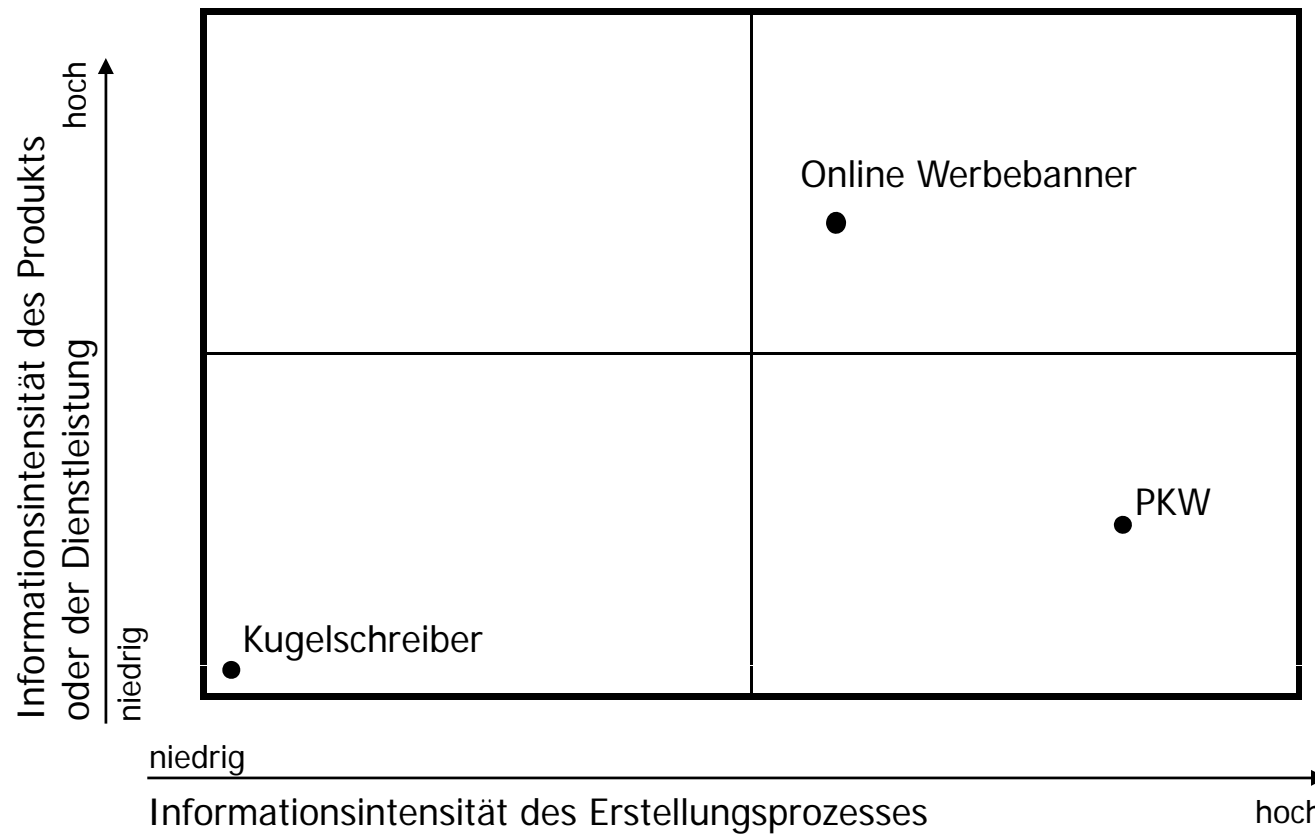 Informationsintensität des Produkts
oder der Dienstleistung
hoch
niedrig
Online Werbebanner
PKW
Kugelschreiber
niedrig
Informationsintensität des Erstellungsprozesses
hoch